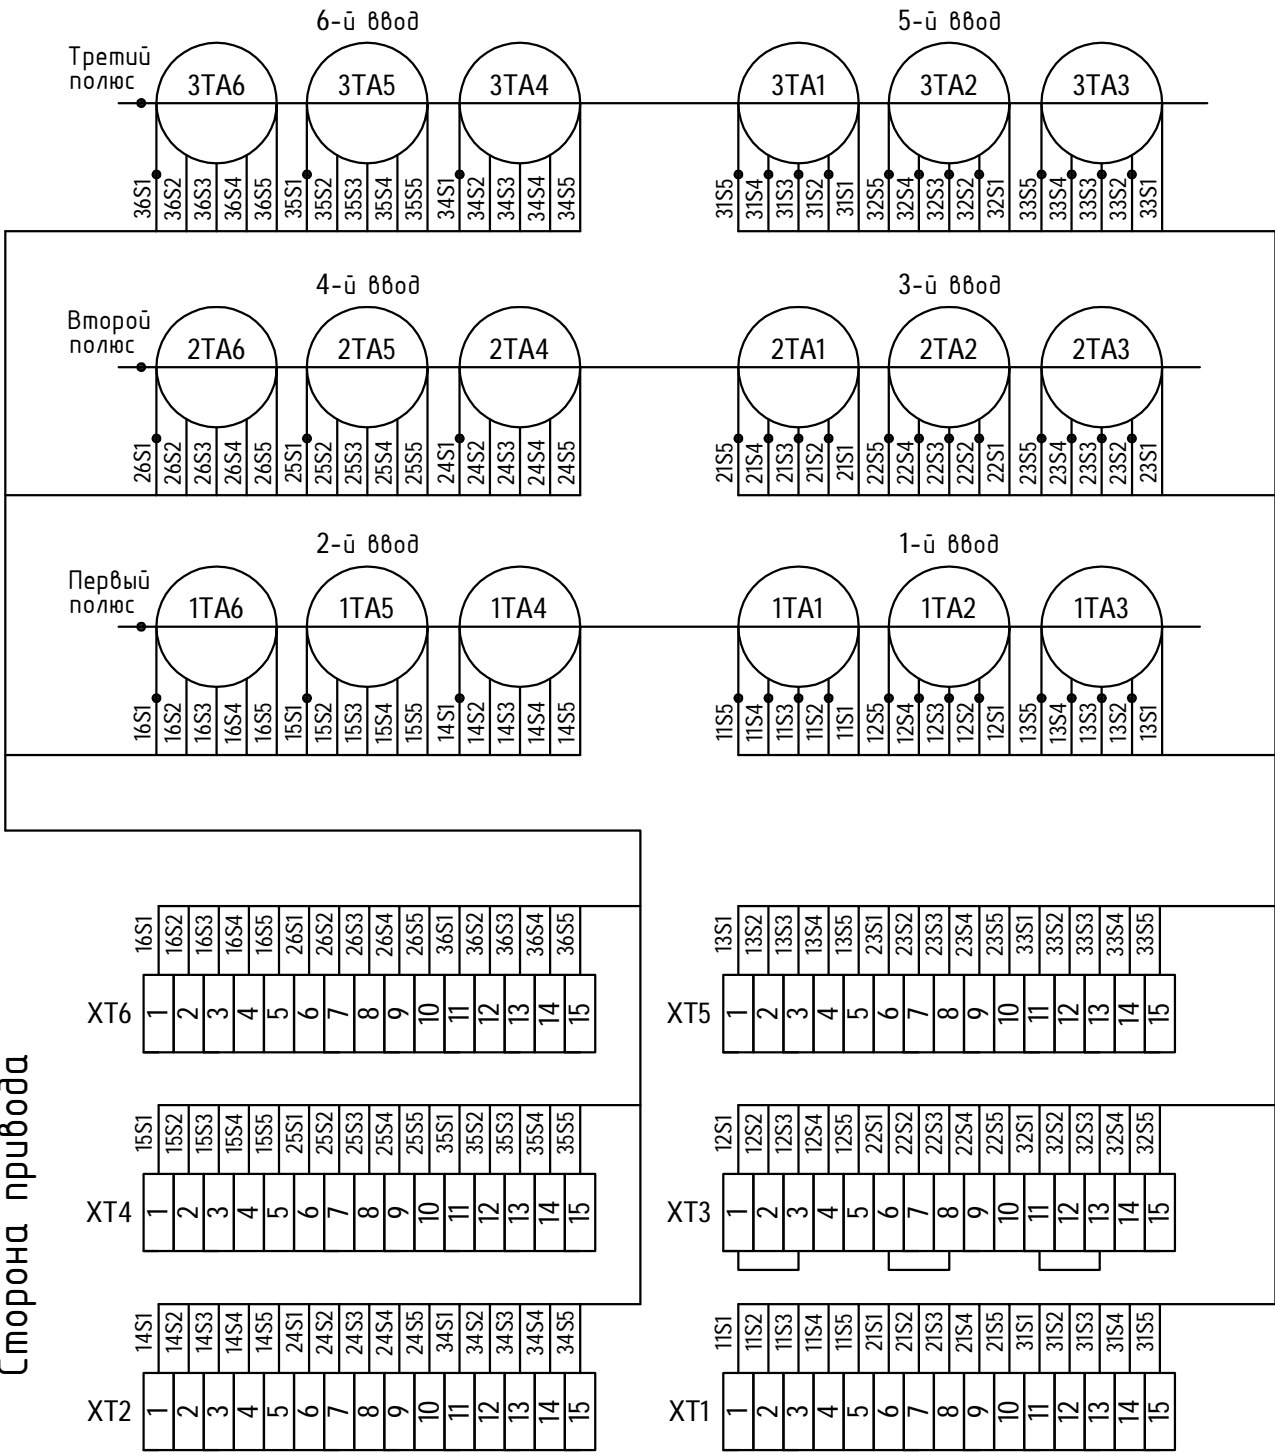 6-й ввод 5-й ввод
Третий
полюс
3TA6 3TA5 3TA4 3TA1 3TA2 3TA3
36S1 36S2 36S3 36S4 36S5 35S1 35S2 35S3 35S4 35S5 34S1 34S2 34S3 34S4 34S5 31S5 31S4 31S3 31S2 31S1 32S5 32S4 32S3 32S2 32S1 33S5 33S4 33S3 33S2 33S1
4-й ввод 3-й ввод
Второй
полюс
2TA6 2TA5 2TA4 2TA1 2TA2 2TA3
26S1 26S2 26S3 26S4 26S5 25S1 25S2 25S3 25S4 25S5 24S1 24S2 24S3 24S4 24S5 21S5 21S4 21S3 21S2 21S1 22S5 22S4 22S3 22S2 22S1 23S5 23S4 23S3 23S2 23S1
2-й ввод 1-й ввод
Первый
полюс
1TA6 1TA5 1TA4 1TA1 1TA2 1TA3
16S1 16S2 16S3 16S4 16S5 15S1 15S2 15S3 15S4 15S5 14S1 14S2 14S3 14S4 14S5 11S5 11S4 11S3 11S2 11S1 12S5 12S4 12S3 12S2 12S1 13S5 13S4 13S3 13S2 13S1
Сторона привода
16S1 16S2 16S3 16S4 16S5 26S1 26S2 26S3 26S4 26S5 36S1 36S2 36S3 36S4 36S5
XT6 1 2 3 4 5 6 7 8 9 10 11 12 13 14 15
13S1 13S2 13S3 13S4 13S5 23S1 23S2 23S3 23S4 23S5 33S1 33S2 33S3 33S4 33S5
XT5 1 2 3 4 5 6 7 8 9 10 11 12 13 14 15
15S1 15S2 15S3 15S4 15S5 25S1 25S2 25S3 25S4 25S5 35S1 35S2 35S3 35S4 35S5
XT4 1 2 3 4 5 6 7 8 9 10 11 12 13 14 15
12S1 12S2 12S3 12S4 12S5 22S1 22S2 22S3 22S4 22S5 32S1 32S2 32S3 32S4 32S5
XT3 1 2 3 4 5 6 7 8 9 10 11 12 13 14 15
14S1 14S2 14S3 14S4 14S5 24S1 24S2 24S3 24S4 24S5 34S1 34S2 34S3 34S4 34S5
XT2 1 2 3 4 5 6 7 8 9 10 11 12 13 14 15
11S1 11S2 11S3 11S4 11S5 21S1 21S2 21S3 21S4 21S5 31S1 31S2 31S3 31S4 31S5
XT1 1 2 3 4 5 6 7 8 9 10 11 12 13 14 15